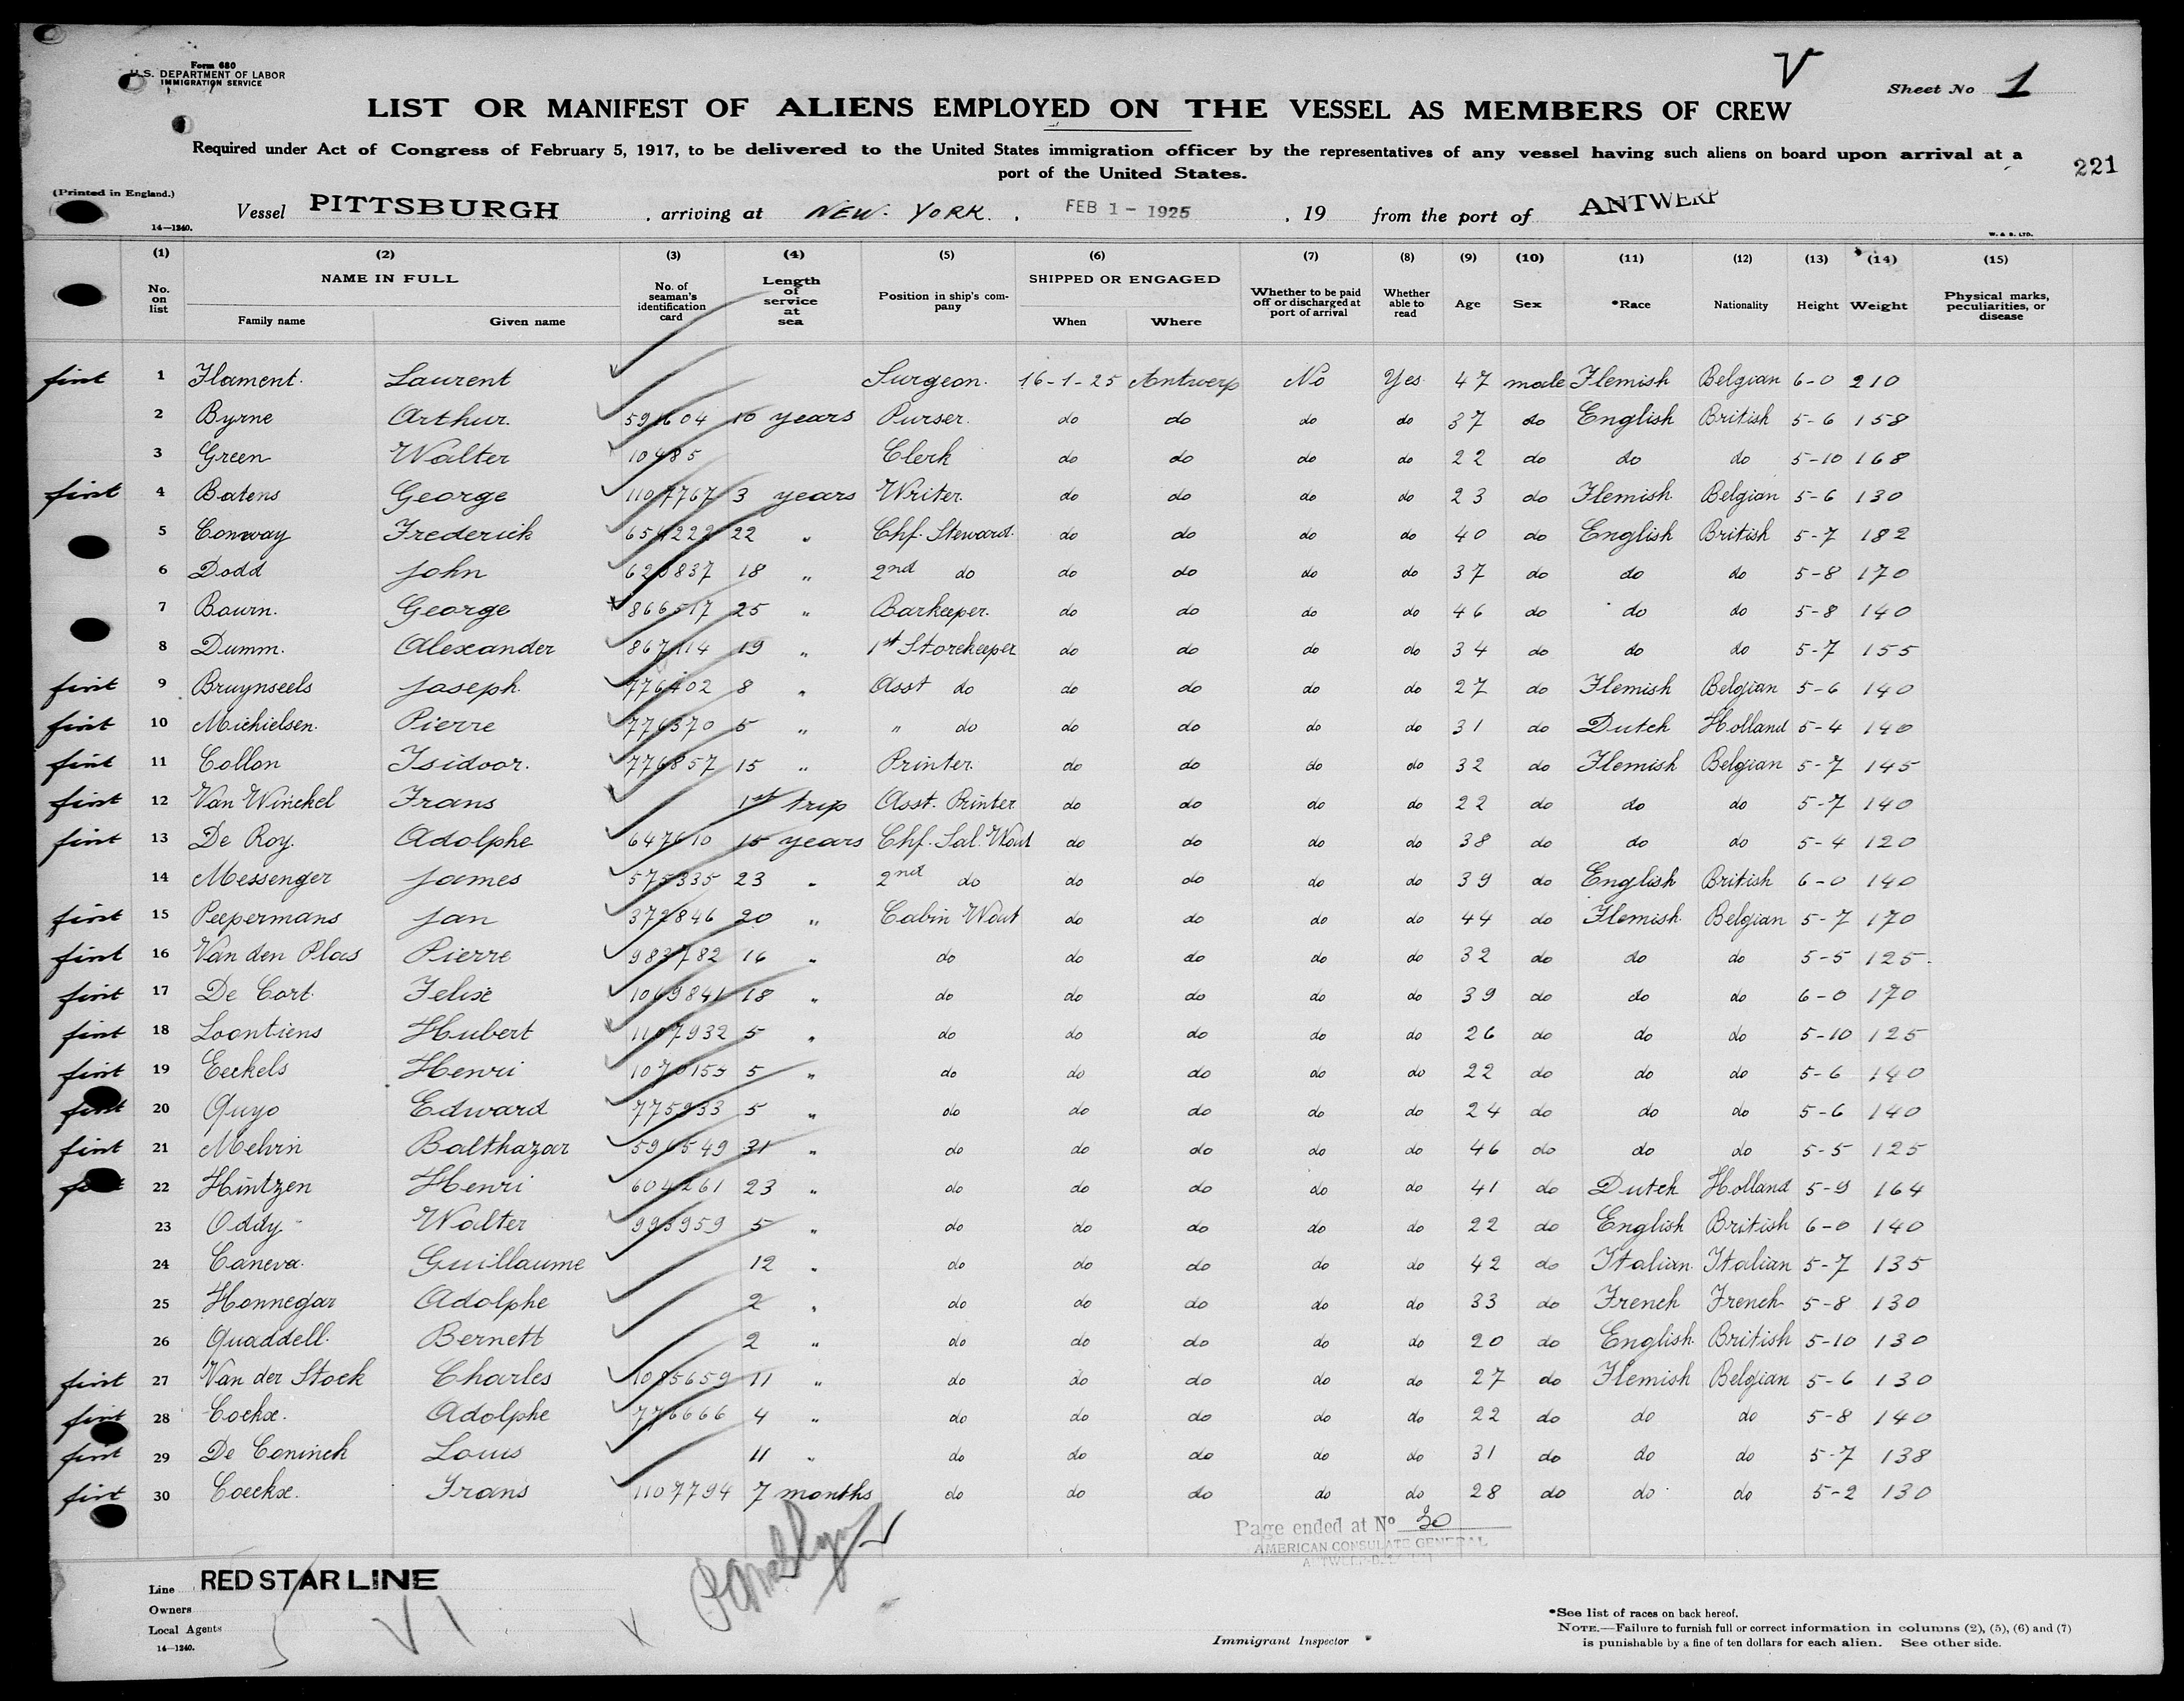 Form 680
U.S. DEPARTMENT OF LABOR
IMMIGRATION SERVICE
V
Sheet No 1
LIST OR MANIFEST OF ALIENS EMPLOYED ON THE VESSEL AS MEMBERS OF CREW
Required under Act of Congress of February 5, 1917, to be delivered to the United States immigration officer by the representatives of any vessel having such aliens on board upon arrival at a
port of the United States.
221
(Printed in England.)
Vessel PITTSBURGH, arriving at NEW. YORK., FEB 1 - 1925, 19 from the port of ANTWERP
14—1240.
W. & S. LTD.
(1) (2) (3) (4) (5) (6) (7) (8) (9) (10) (11) (12) (13) (14) (15)
No. on list NAME IN FULL Family name Given name No. of seaman's identification card Length of service at sea Position in ship's company SHIPPED OR ENGAGED When Where Whether to be paid off or discharged at port of arrival Whether able to read Age Sex *Race Nationality Height Weight Physical marks, peculiarities, or disease
first 1 Flament. Laurent Surgeon. 16-1-25 Antwerp No Yes 47 male Flemish Belgian 6-0 210
2 Byrne Arthur. 591604 10 years Purser. do do do do 37 do English British 5-6 158
3 Green Walter 10485 Clerk do do do do 22 do do do 5-10 168
first 4 Batens George 1107767 3 years Writer. do do do do 23 do Flemish Belgian 5-6 130
5 Conway Frederick 654222 22 " Chf. Steward. do do do do 40 do English British 5-7 182
6 Dodd John 620837 18 " 2nd do do do do do 37 do do do 5-8 170
7 Bourn. George 866517 25 " Barkeeper. do do do do 46 do do do 5-8 140
8 Dumm. Alexander 867114 19 " 1st Storekeeper do do do do 34 do do do 5-7 155
first 9 Bruynseels Joseph. 776402 8 " Asst do do do do do 27 do Flemish Belgian 5-6 140
first 10 Michielsen. Pierre 776370 5 " " do do do do do 31 do Dutch Holland 5-4 140
first 11 Collon Isidoor. 776857 15 " Printer. do do do do 32 do Flemish Belgian 5-7 145
first 12 Van Winckel Frans 1st trip Asst. Printer do do do do 22 do do do 5-7 140
first 13 De Roy. Adolphe 647610 15 years Chf. Sal. Wout do do do do 38 do do do 5-4 120
14 Messenger James 575335 23 " 2nd do do do do do 39 do English British 6-0 140
first 15 Peepermans Jan 372846 20 " Cabin Wout do do do do 44 do Flemish Belgian 5-7 170
first 16 Van den Plas Pierre 983782 16 " do do do do do 32 do do do 5-5 125.
first 17 De Cort. Felix 1069841 18 " do do do do do 39 do do do 6-0 170
first 18 Loontiens Hubert 1107932 5 " do do do do do 26 do do do 5-10 125
first 19 Eeckels Henri 1070153 5 " do do do do do 22 do do do 5-6 140
first 20 Quyo Edward 775933 5 " do do do do do 24 do do do 5-6 140
first 21 Melvin Balthazar 596549 31 " do do do do do 46 do do do 5-5 125
first 22 Hintzen Henri 604261 23 " do do do do do 41 do Dutch Holland 5-9 164
23 Oddy Walter 993959 5 " do do do do do 22 do English British 6-0 140
24 Caneva. Guillaume 12 " do do do do do 42 do Italian Italian 5-7 135
25 Honnegar Adolphe 2 " do do do do do 33 do French French 5-8 130
26 Quaddell. Bernett 2 " do do do do do 20 do English British 5-10 130
first 27 Van der Stock Charles 1085659 11 " do do do do do 27 do Flemish Belgian 5-6 130
first 28 Cockx. Adolphe 776666 4 " do do do do do 22 do do do 5-8 140
first 29 De Coninck Louis 11 " do do do do do 31 do do do 5-7 138
first 30 Coeckx. Frans 1107794 7 months do do do do do 28 do do do 5-2 130
Page ended at No 30
AMERICAN CONSULATE GENERAL
Line RED STAR LINE
Owners
Local Agents
14—1240.
Immigrant Inspector
*See list of races on back hereof.
NOTE.—Failure to furnish full or correct information in columns (2), (5), (6) and (7)
is punishable by a fine of ten dollars for each alien. See other side.